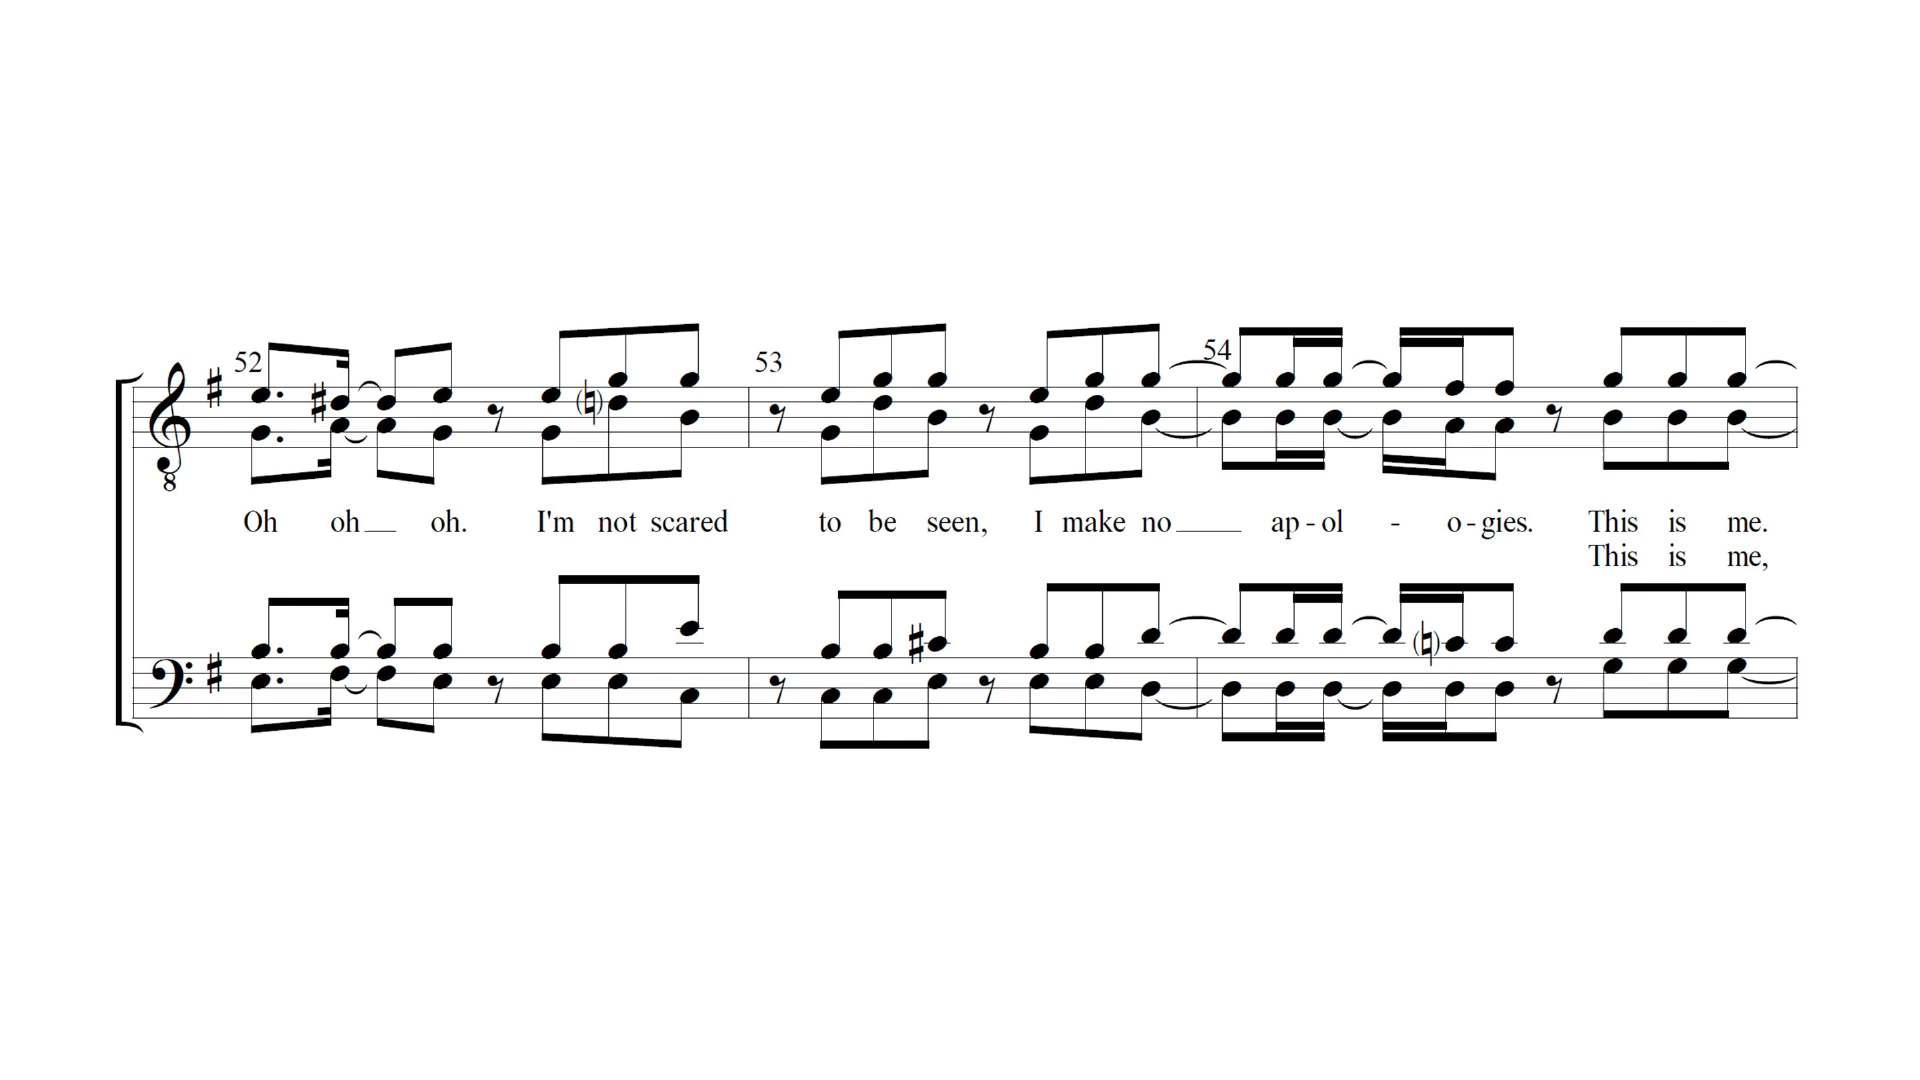 52 53 54
8
Oh oh oh. I'm not scared to be seen, I make no ap - ol - o - gies. This is me.
This is me,